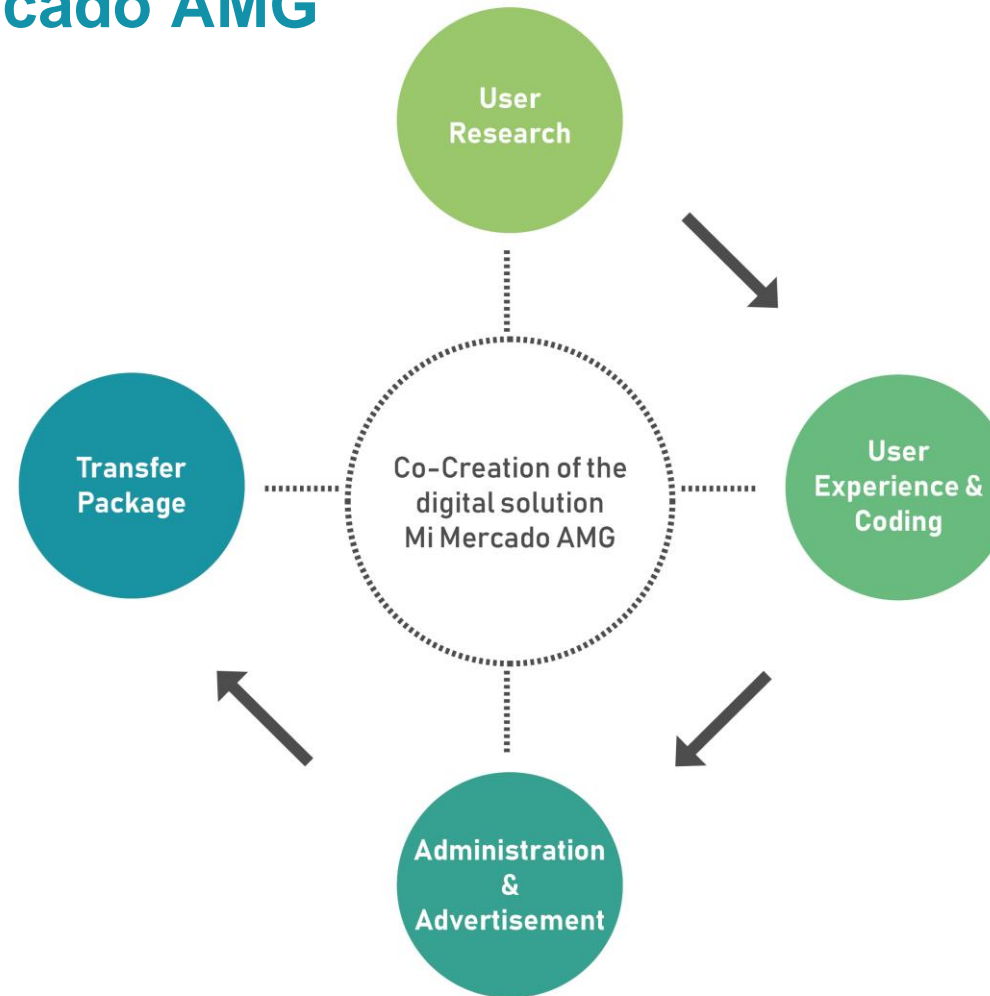 cado AMG
User
Research
Transfer
Package
Co-Creation of the
digital solution
Mi Mercado AMG
User
Experience &
Coding
Administration
&
Advertisement